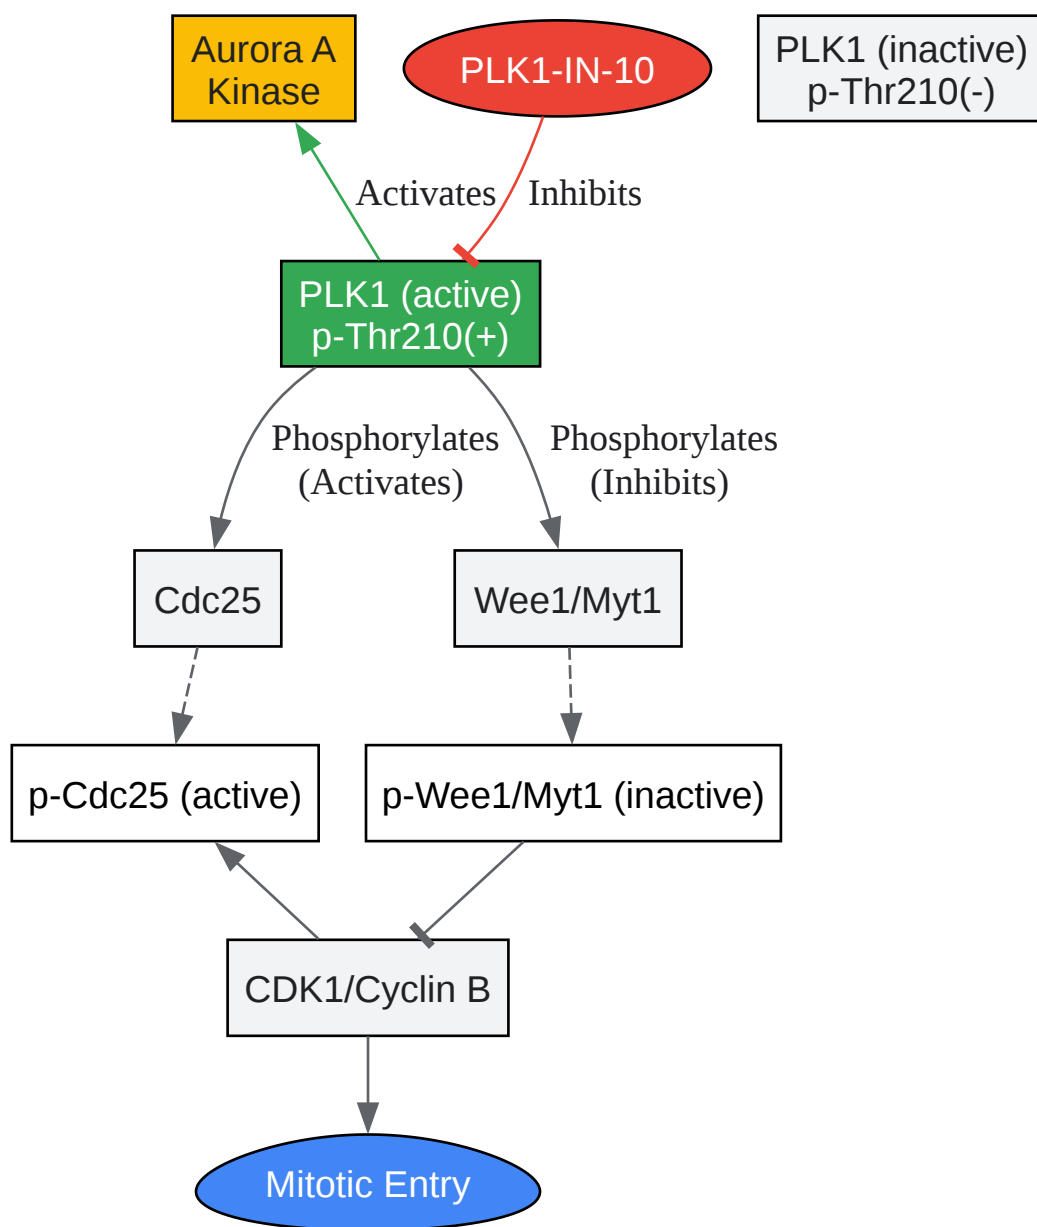 Aurora A
Kinase
PLK1-IN-10
PLK1 (inactive)
p-Thr210(-)
Activates
Inhibits
PLK1 (active)
p-Thr210(+)
Phosphorylates
(Activates)
Phosphorylates
(Inhibits)
Cdc25
Wee1/Myt1
p-Cdc25 (active)
p-Wee1/Myt1 (inactive)
CDK1/Cyclin B
Mitotic Entry